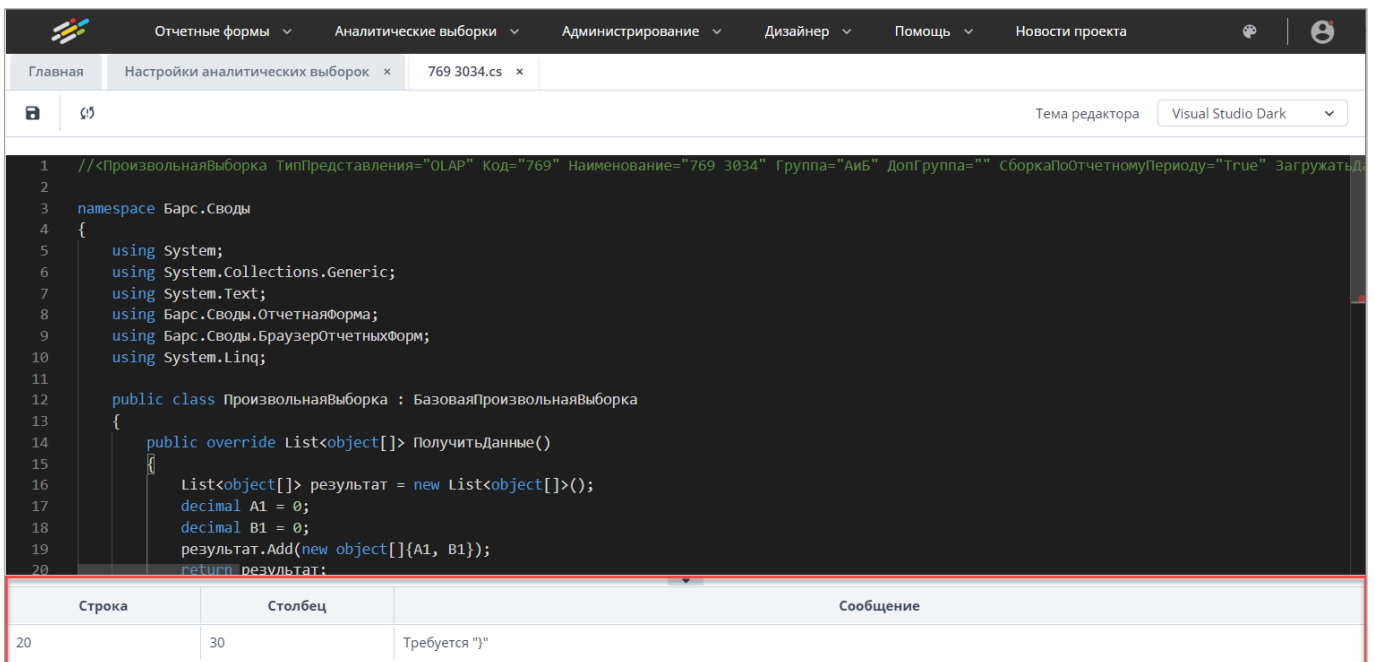 Отчетные формы Аналитические выборки Администрирование Дизайнер Помощь Новости проекта
Главная Настройки аналитических выборок × 769 3034.cs ×
Тема редактора Visual Studio Dark
1 //<ПроизвольнаяВыборка ТипПредставления="OLAP" Код="769" Наименование="769 3034" Группа="АиБ" ДопГруппа="" СборкаПоОтчетномуПериоду="True" ЗагружатьД
2
3 namespace Барс.Своды
4 {
5 using System;
6 using System.Collections.Generic;
7 using System.Text;
8 using Барс.Своды.ОтчетнаяФорма;
9 using Барс.Своды.БраузерОтчетныхФорм;
10 using System.Linq;
11
12 public class ПроизвольнаяВыборка : БазоваяПроизвольнаяВыборка
13 {
14 public override List<object[]> ПолучитьДанные()
15 {
16 List<object[]> результат = new List<object[]>();
17 decimal A1 = 0;
18 decimal B1 = 0;
19 результат.Add(new object[]{A1, B1});
20 return результат;
Строка Столбец Сообщение
20 30 Требуется "}"